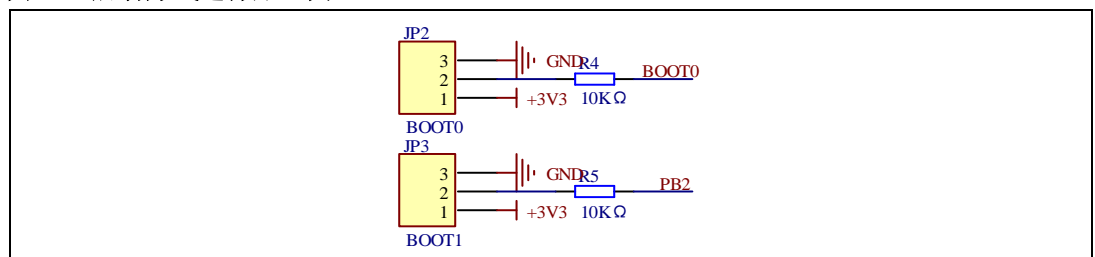 JP2
3 GND R4 BOOT0
2
1 +3V3 10KΩ
BOOT0
JP3
3 GND R5 PB2
2
1 +3V3 10KΩ
BOOT1